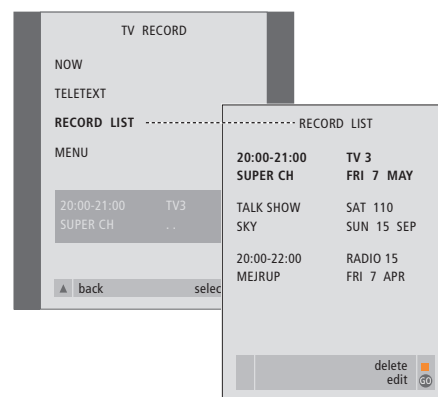 TV RECORD
NOW
TELETEXT
RECORD LIST
MENU
20:00-21:00 TV3
SUPER CH . .
▲ back selec
RECORD LIST
20:00-21:00 TV 3
SUPER CH FRI 7 MAY
TALK SHOW SAT 110
SKY SUN 15 SEP
20:00-22:00 RADIO 15
MEJRUP FRI 7 APR
delete
edit GO